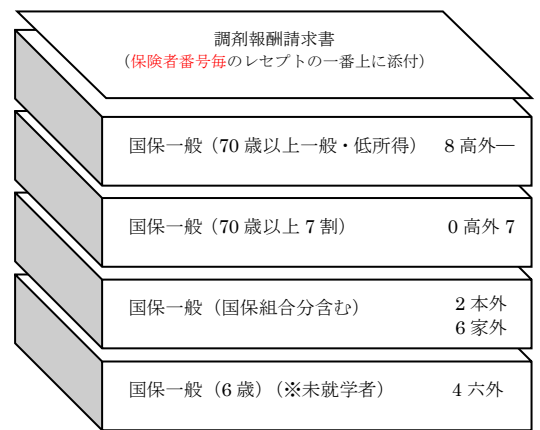 調剤報酬請求書
（保険者番号毎のレセプトの一番上に添付）
国保一般（70 歳以上一般・低所得） 8 高外一
国保一般（70 歳以上 7 割） 0 高外 7
国保一般（国保組合分含む） 2 本外
6 家外
国保一般（6 歳）（※未就学者） 4 六外